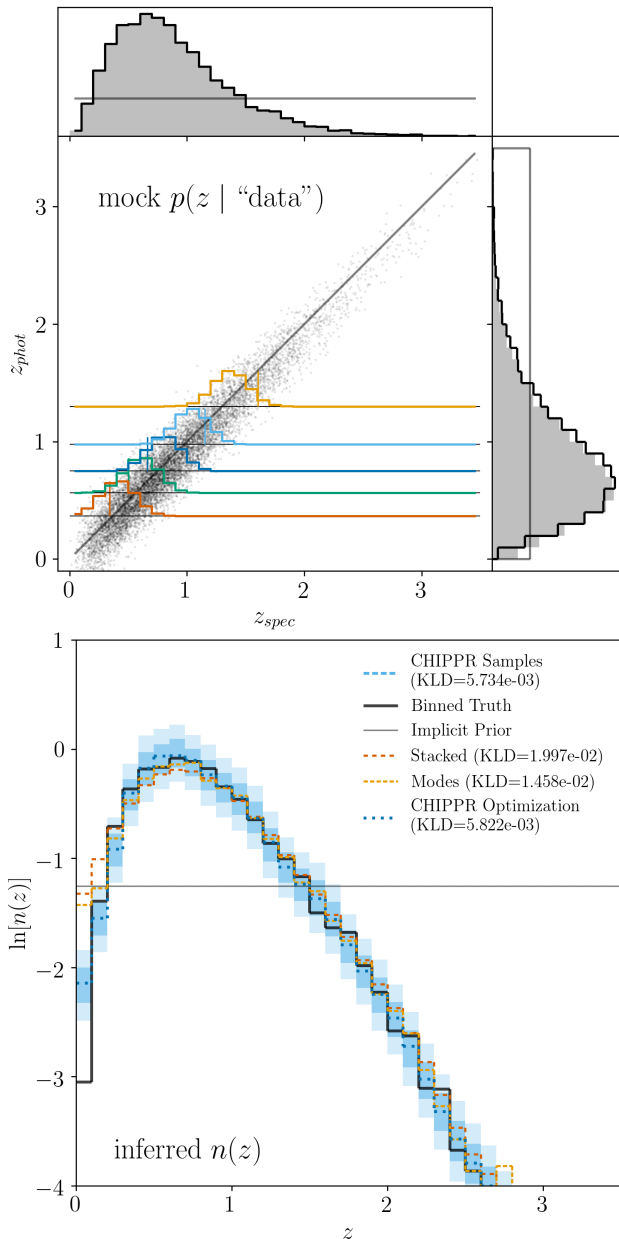 mock p(z | “data”)
3
2
1
0
z_phot
0
1
2
3
z_spec
1
0
−1
−2
−3
−4
ln[n(z)]
CHIPPR Samples
(KLD=5.734e-03)
Binned Truth
Implicit Prior
Stacked (KLD=1.997e-02)
Modes (KLD=1.458e-02)
CHIPPR Optimization
(KLD=5.822e-03)
inferred n(z)
0
1
2
3
z